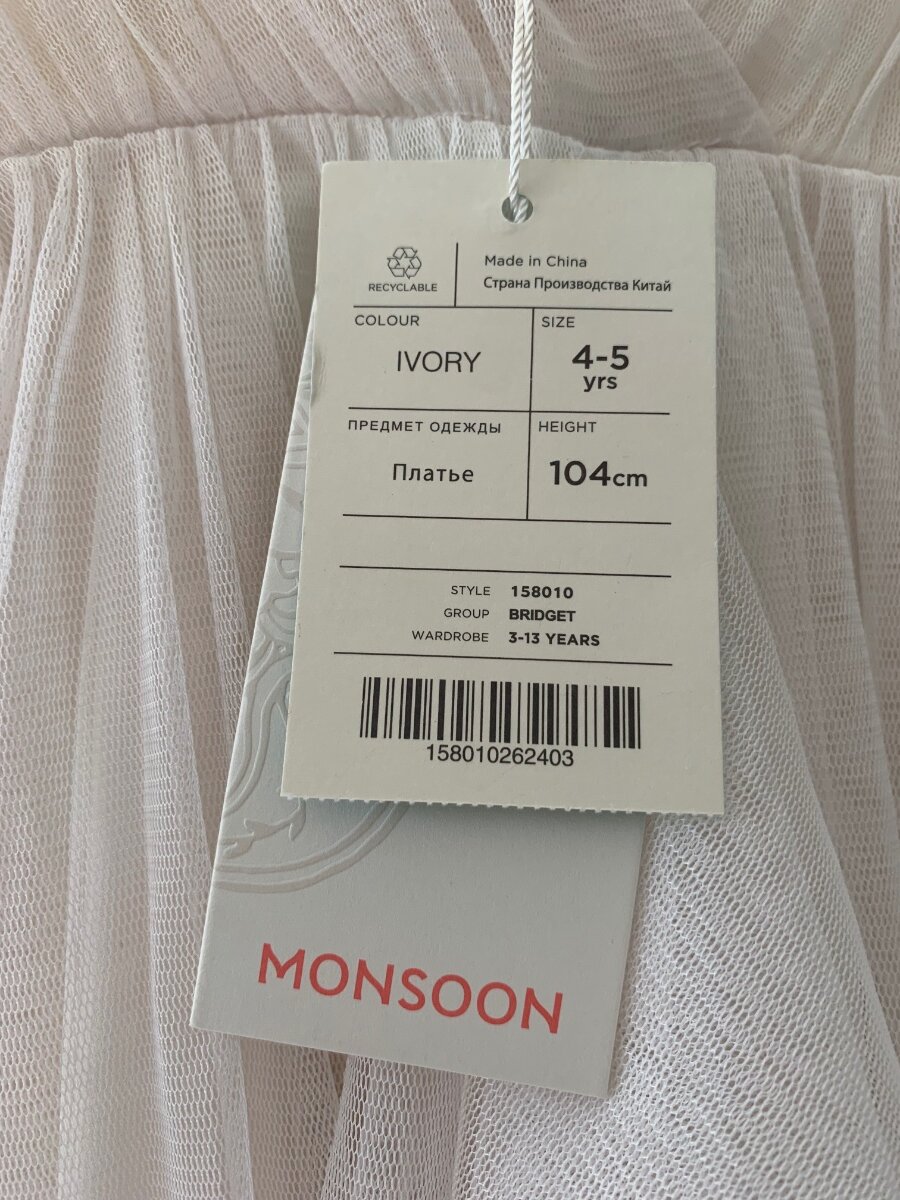 RECYCLABLE
Made in China
Страна Производства Китай
COLOUR
IVORY
SIZE
4-5
yrs
ПРЕДМЕТ ОДЕЖДЫ
Платье
HEIGHT
104cm
STYLE 158010
GROUP BRIDGET
WARDROBE 3-13 YEARS
158010262403
MONSOON